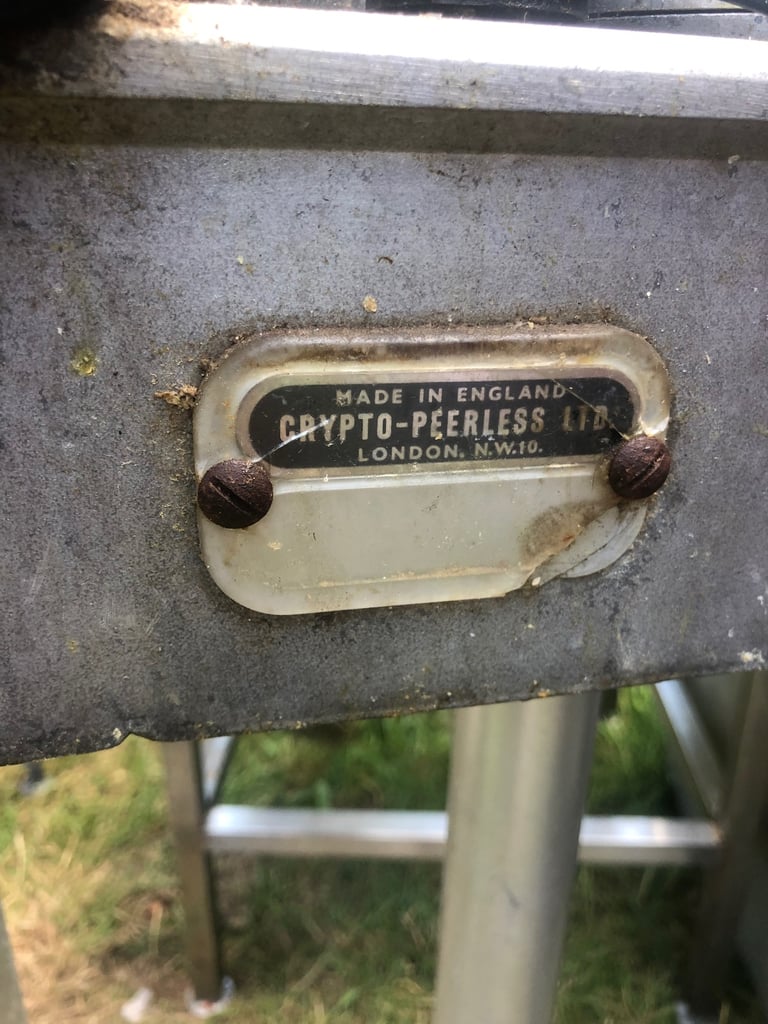 MADE IN ENGLAND
CRYPTO-PEERLESS LTD
LONDON, N.W.10.